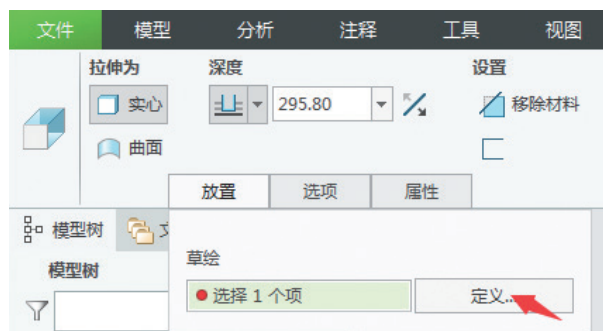 文件 模型 分析 注释 工具 视图
拉伸为 深度 设置
实心 295.80 移除材料
曲面
放置 选项 属性
模型树
模型树
草绘
选择 1 个项 定义...